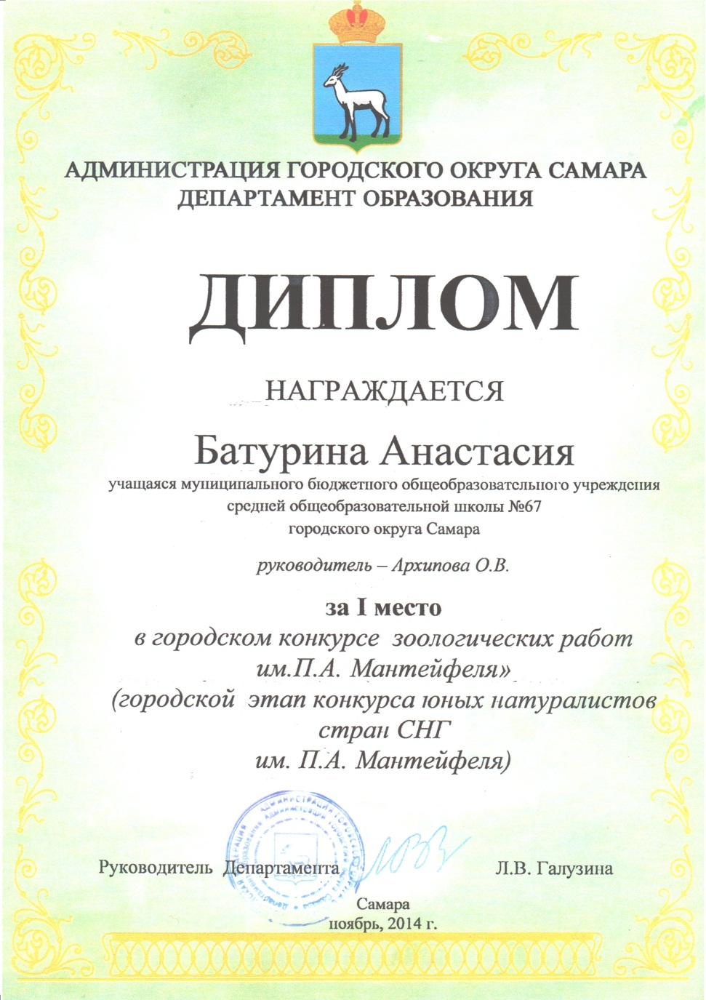 АДМИНИСТРАЦИЯ ГОРОДСКОГО ОКРУГА САМАРА
ДЕПАРТАМЕНТ ОБРАЗОВАНИЯ
ДИПЛОМ
НАГРАЖДАЕТСЯ
Батурина Анастасия
учащаяся муниципального бюджетного общеобразовательного учреждения
средней общеобразовательной школы №67
городского округа Самара
руководитель – Архипова О.В.
за I место
в городском конкурсе зоологических работ
им.П.А. Мантейфеля»
(городской этап конкурса юных натуралистов
стран СНГ
им. П.А. Мантейфеля)
Руководитель Департамента Л.В. Галузина
Самара
ноябрь, 2014 г.